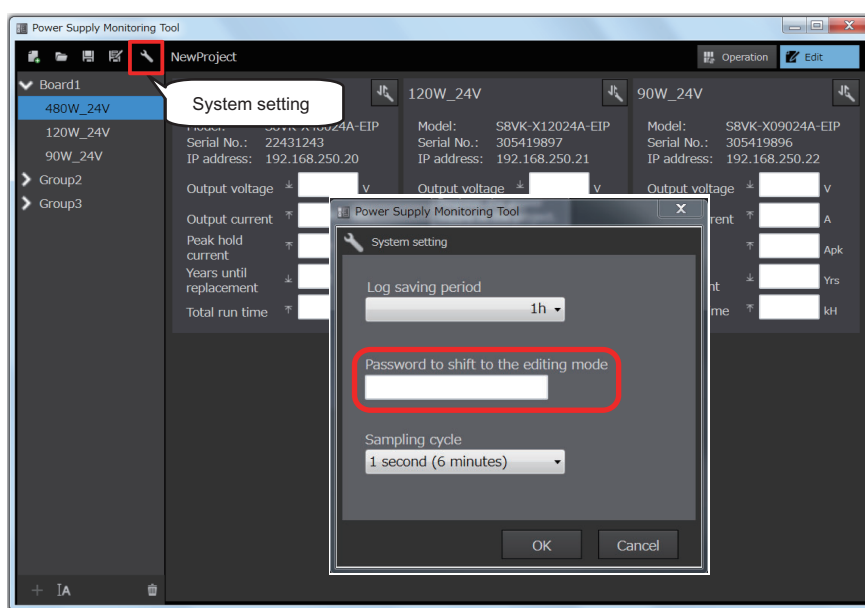 Power Supply Monitoring Tool
NewProject
Operation
Edit
Board1
480W_24V
120W_24V
90W_24V
Group2
Group3
System setting
22431243
Serial No.:
IP address: 192.168.250.20
Output voltage V
Output current
Peak hold
current
Years until
replacement
Total run time
120W_24V
Model: S8VK-X12024A-EIP
Serial No.: 305419897
IP address: 192.168.250.21
Output voltage V
90W_24V
Model: S8VK-X09024A-EIP
Serial No.: 305419896
IP address: 192.168.250.22
Output voltage V
rent A
Apk
nt Yrs
me kH
Power Supply Monitoring Tool
X
System setting
Log saving period
1h
Password to shift to the editing mode
Sampling cycle
1 second (6 minutes)
OK
Cancel
IA